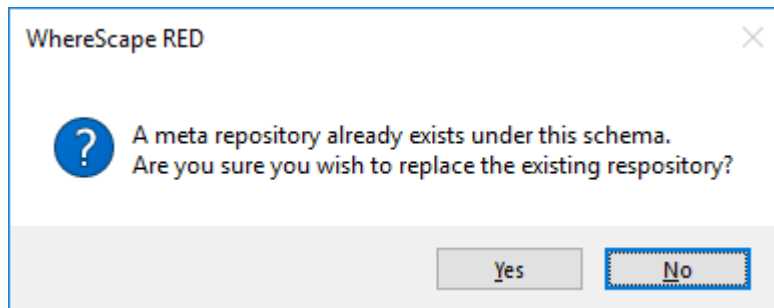 WhereScape RED
A meta repository already exists under this schema.
Are you sure you wish to replace the existing respository?
Yes
No